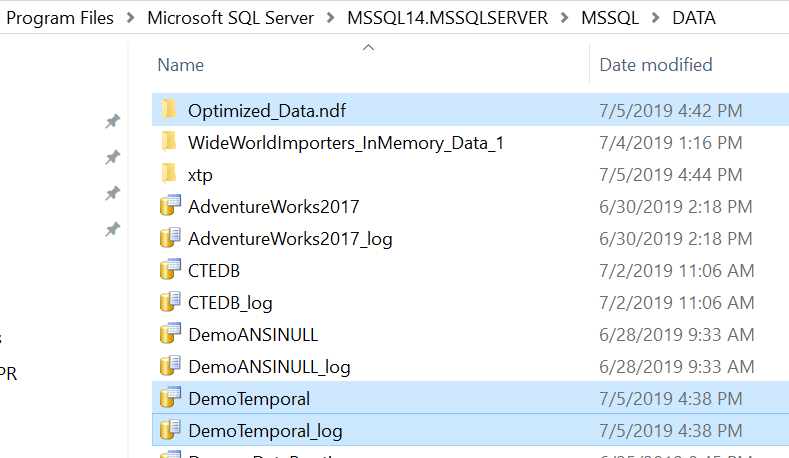 Program Files > Microsoft SQL Server > MSSQL14.MSSQLSERVER > MSSQL > DATA
Name Date modified
Optimized_Data.ndf 7/5/2019 4:42 PM
WideWorldImporters_InMemory_Data_1 7/4/2019 1:16 PM
xtp 7/5/2019 4:44 PM
AdventureWorks2017 6/30/2019 2:18 PM
AdventureWorks2017_log 6/30/2019 2:18 PM
CTEDB 7/2/2019 11:06 AM
CTEDB_log 7/2/2019 11:06 AM
DemoANSINULL 6/28/2019 9:33 AM
DemoANSINULL_log 6/28/2019 9:33 AM
PR
DemoTemporal 7/5/2019 4:38 PM
DemoTemporal_log 7/5/2019 4:38 PM